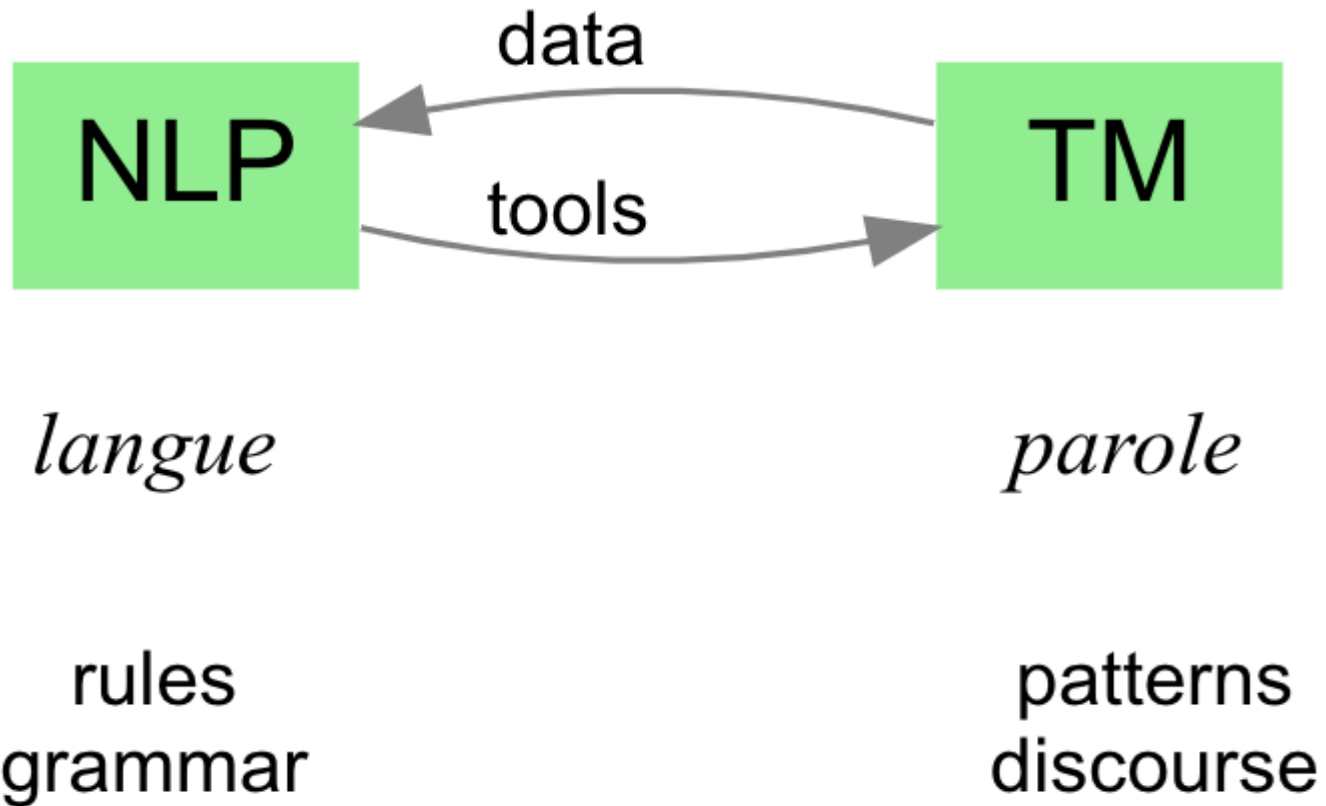 data
NLP
TM
tools
langue
parole
rules
patterns
grammar
discourse